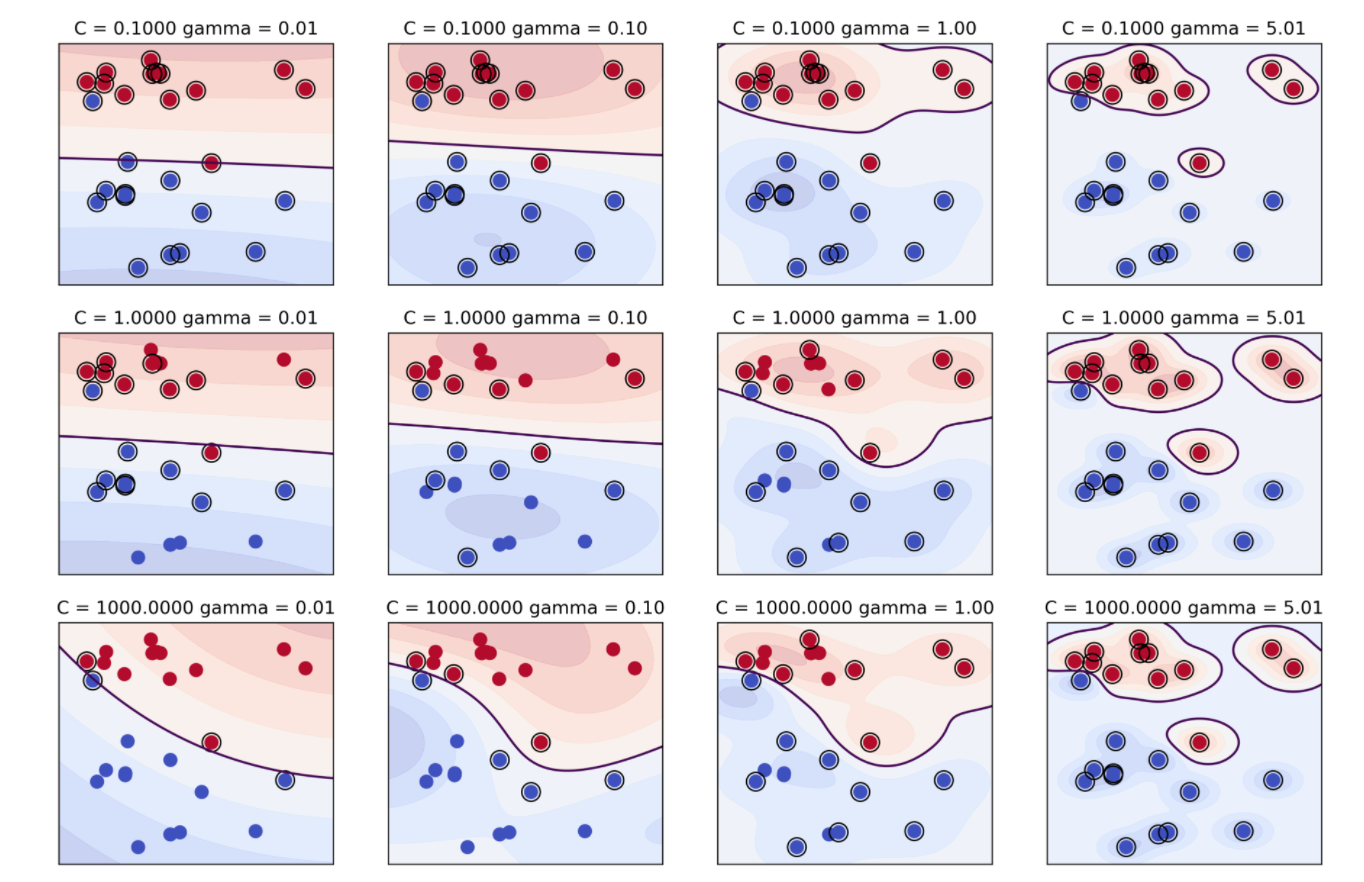 C = 0.1000 gamma = 0.01
C = 0.1000 gamma = 0.10
C = 0.1000 gamma = 1.00
C = 0.1000 gamma = 5.01
C = 1.0000 gamma = 0.01
C = 1.0000 gamma = 0.10
C = 1.0000 gamma = 1.00
C = 1.0000 gamma = 5.01
C = 1000.0000 gamma = 0.01
C = 1000.0000 gamma = 0.10
C = 1000.0000 gamma = 1.00
C = 1000.0000 gamma = 5.01